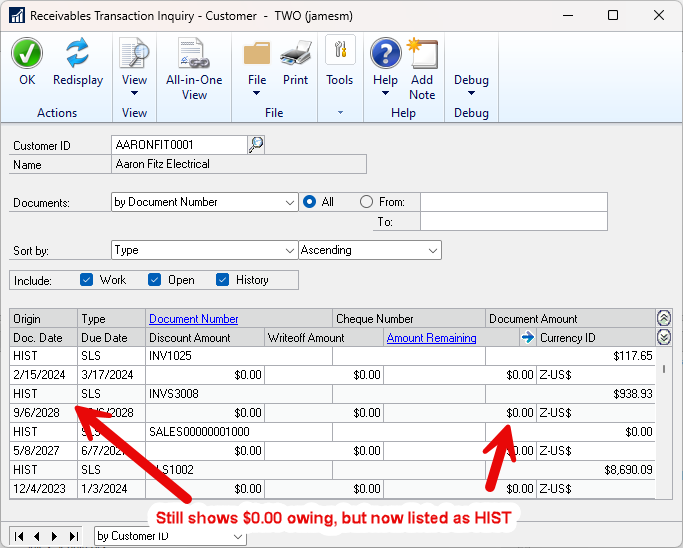 Receivables Transaction Inquiry - Customer - TWO (jamesm)
OK Redisplay View All-in-One View File Print Tools Help Add Note Debug
Actions View File Help Debug
Customer ID AARONFIT0001
Name Aaron Fitz Electrical
Documents: by Document Number All From:
To:
Sort by: Type Ascending
Include: Work Open History
Origin Type Document Number Cheque Number Document Amount
Doc. Date Due Date Discount Amount Writeoff Amount Amount Remaining Currency ID
HIST SLS INV1025 $117.65
2/15/2024 3/17/2024 $0.00 $0.00 $0.00 Z-US$
HIST SLS INVS3008 $938.93
9/6/2028 /2028 $0.00 $0.00 $0.00 Z-US$
HIST SALES00000001000 $0.00
5/8/2027 6/7/202 $0.00 $0.00 $0.00 Z-US$
HIST SLS1002 $8,690.09
12/4/2023 1/3/2024 $0.00 $0.00 $0.00 Z-US$
Still shows $0.00 owing, but now listed as HIST
by Customer ID